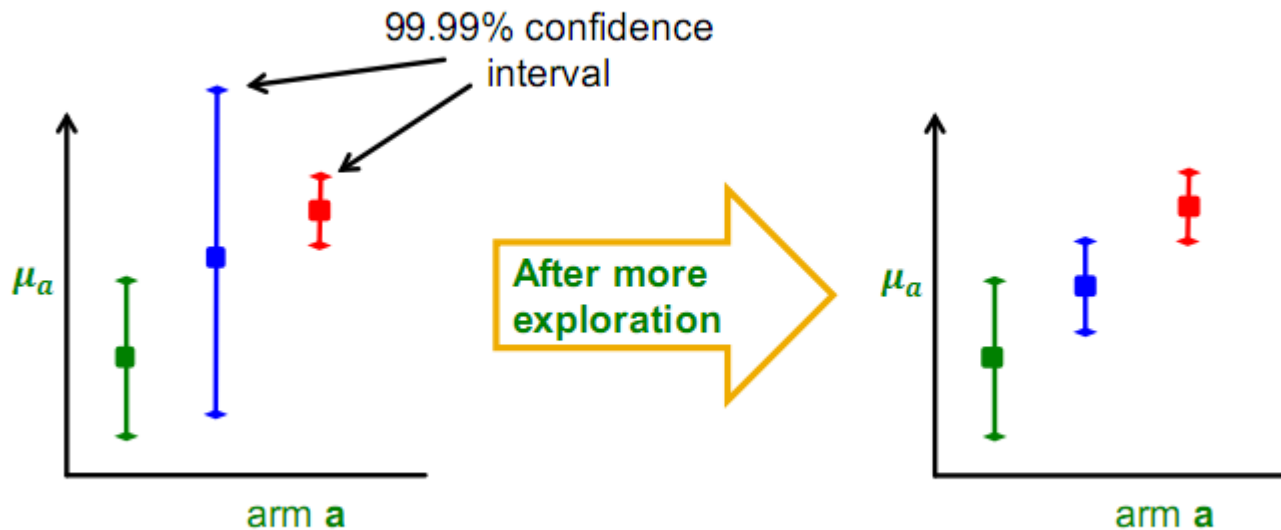 99.99% confidence
interval
μₐ
After more
exploration
μₐ
arm a
arm a